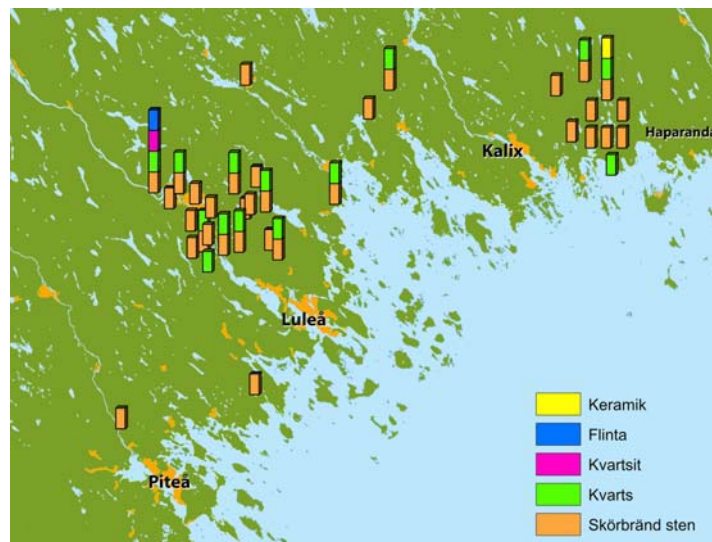 Kalix
Haparanda
Luleå
Piteå
Keramik
Flinta
Kvartsit
Kvarts
Skörbränd sten